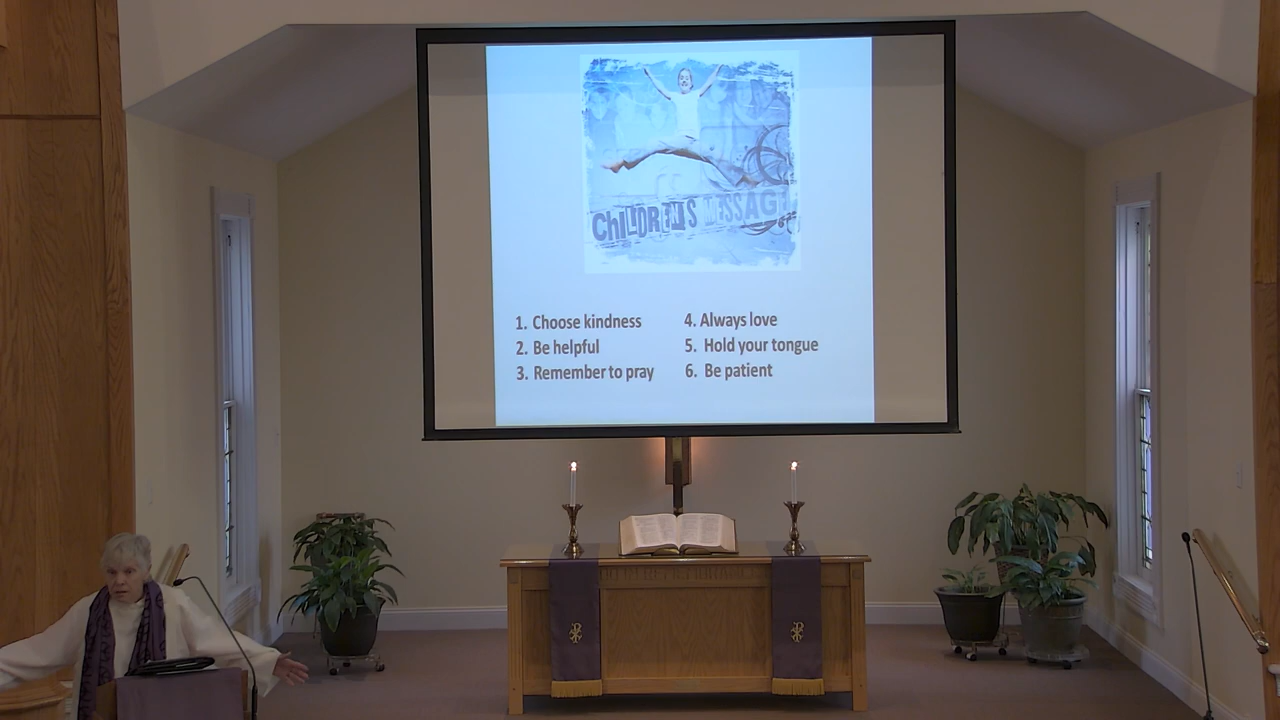 CHILDREN'S MESSAGE
1. Choose kindness
2. Be helpful
3. Remember to pray
4. Always love
5. Hold your tongue
6. Be patient